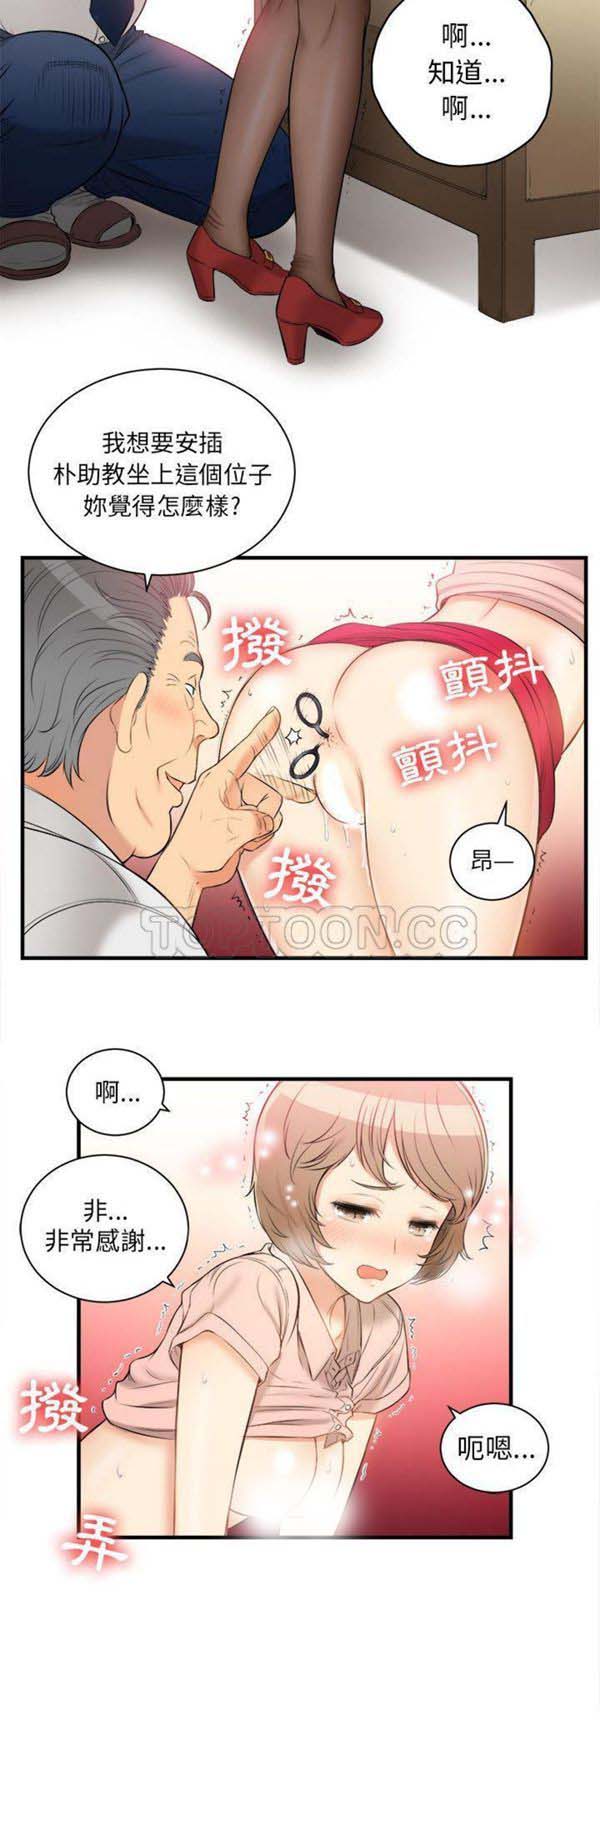 啊...
知道...
啊...
我想要安插
朴助教坐上這個位子
妳覺得怎麼樣?
撥
顫抖
顫抖
昂—
撥
TOPTOON.CC
啊...
非...
非常感謝...
撥
呃嗯...
弄